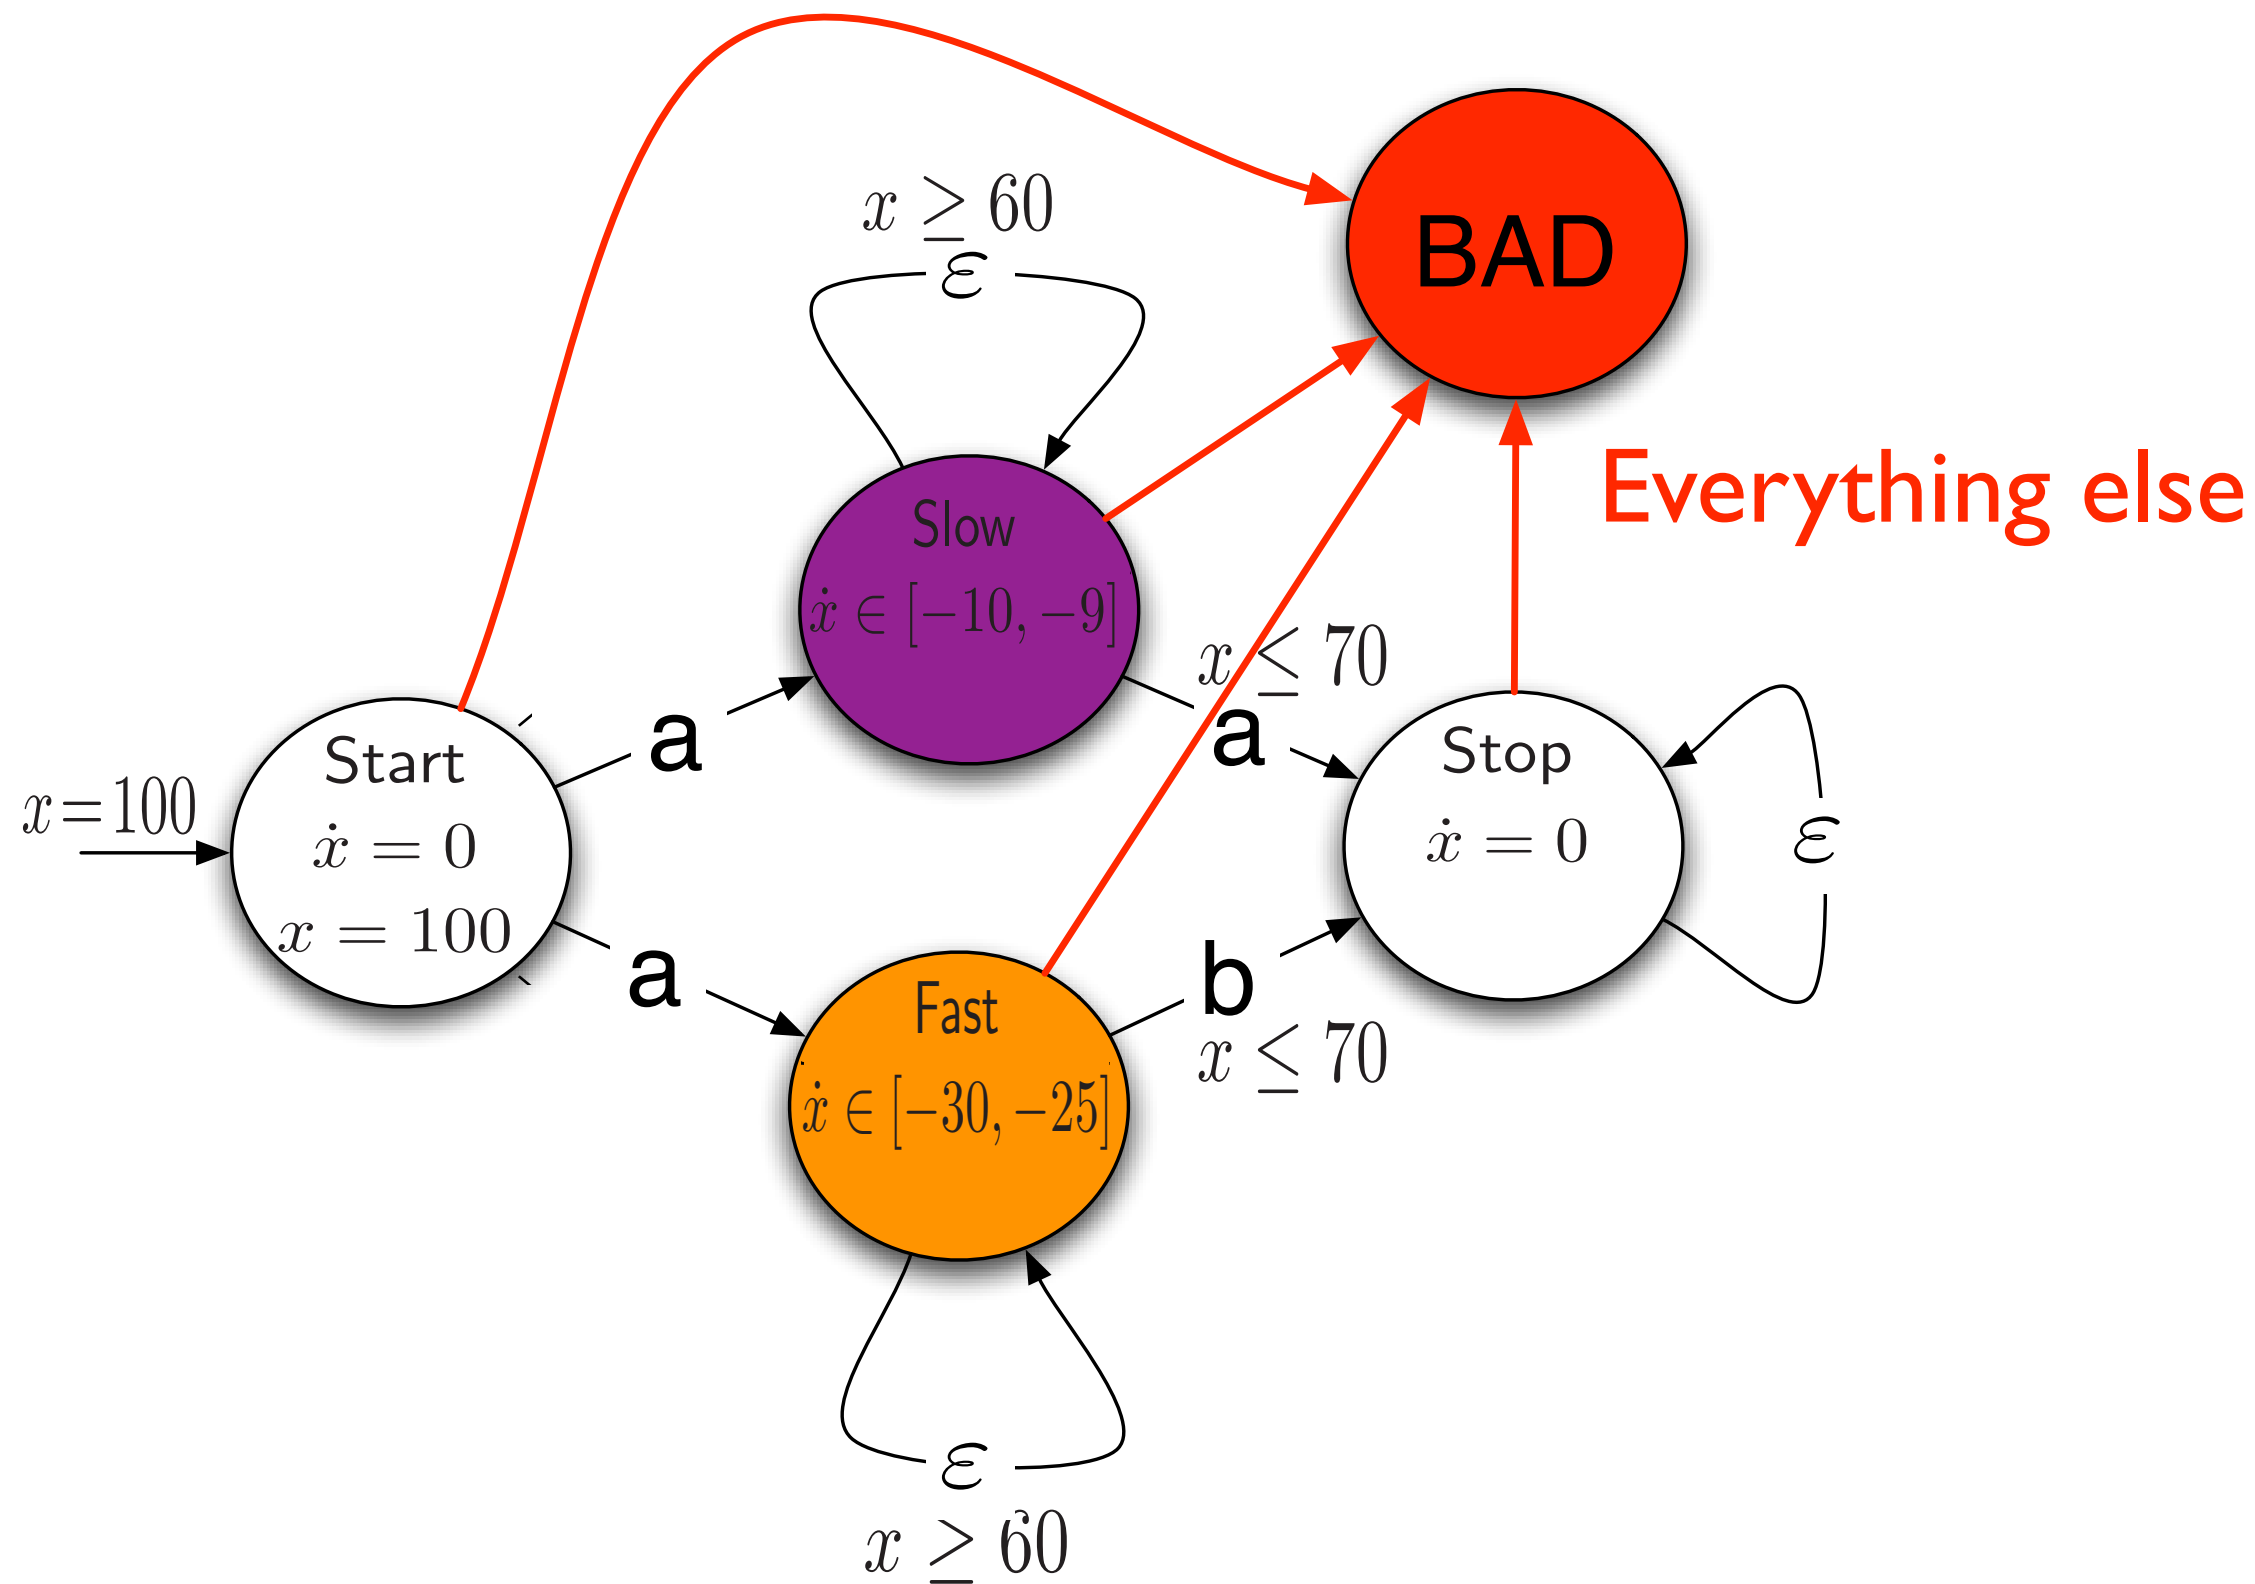 x ≥ 60
ε
BAD
Everything else
Slow
ẋ ∈ [−10, −9]
x ≤ 70
a
a
Start
ẋ = 0
x = 100
x=100
Stop
ẋ = 0
ε
a
b
x ≤ 70
Fast
ẋ ∈ [−30, −25]
ε
x ≥ 60